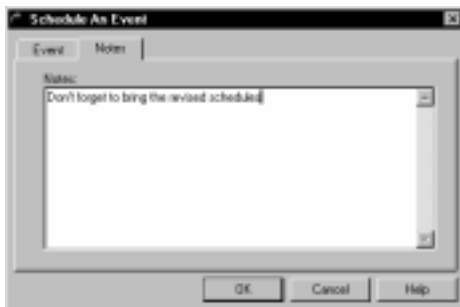 Schedule An Event
Event Notes
Notes:
Don't forget to bring the revised schedules
OK Cancel Help